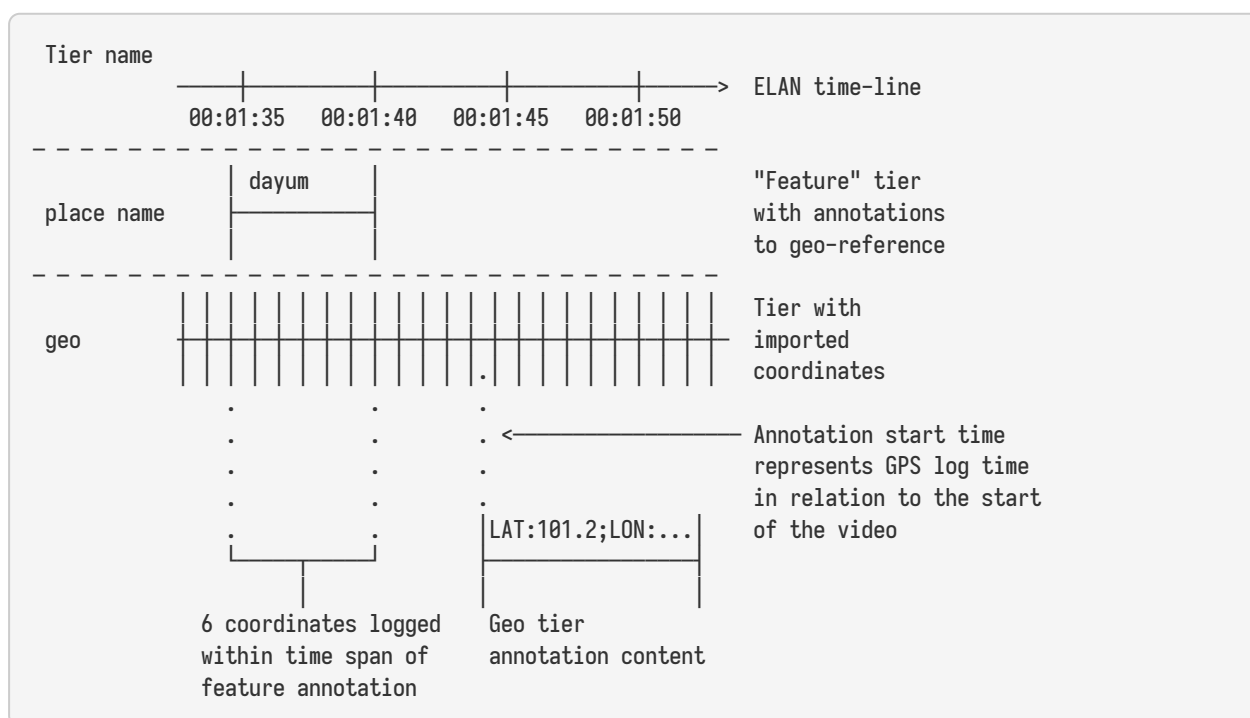 Tier name
ELAN time-line
00:01:35 00:01:40 00:01:45 00:01:50
dayum "Feature" tier
place name with annotations
to geo-reference
Tier with
geo imported
coordinates
Annotation start time
represents GPS log time
in relation to the start
LAT:101.2;LON:... of the video
6 coordinates logged Geo tier
within time span of annotation content
feature annotation